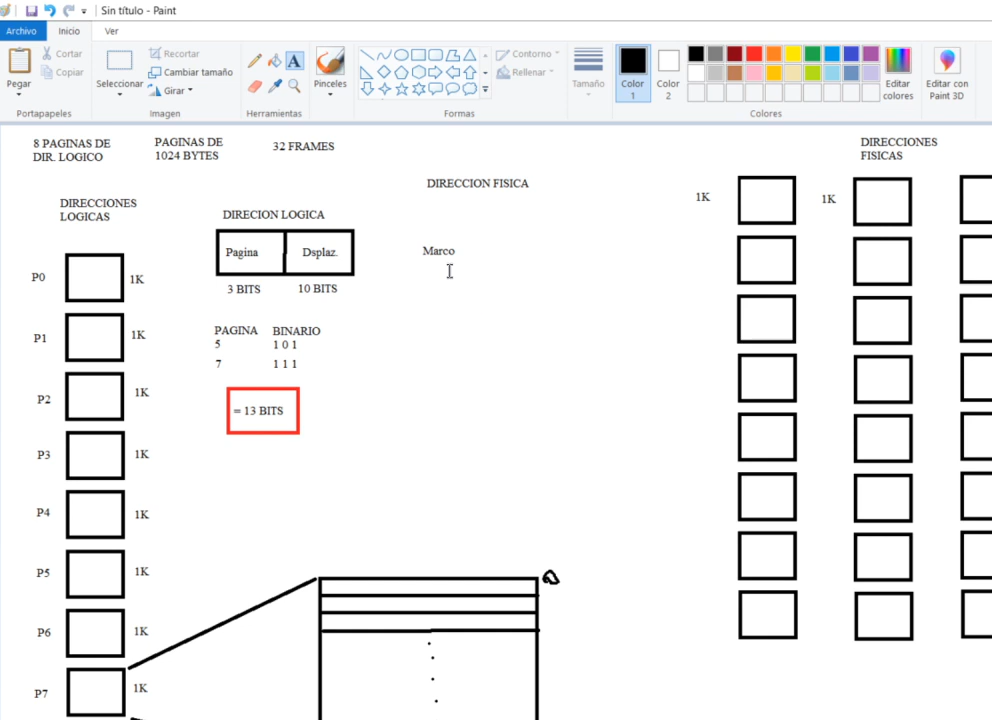 Sin título - Paint
Archivo
Inicio
Ver
Pegar
Cortar
Copiar
Portapapeles
Seleccionar
Recortar
Cambiar tamaño
Girar
Imagen
A
Herramientas
Pinceles
Contorno
Rellenar
Formas
Tamaño
Color
1
Color
2
Colores
Editar
colores
Editar con
Paint 3D
8 PAGINAS DE
DIR. LOGICO
PAGINAS DE
1024 BYTES
32 FRAMES
DIRECCION FISICA
DIRECCIONES
FISICAS
DIRECCIONES
LOGICAS
DIRECION LOGICA
Pagina
Dsplaz.
3 BITS
10 BITS
Marco
PAGINA
BINARIO
5
1 0 1
7
1 1 1
= 13 BITS
P0
1K
P1
1K
P2
1K
P3
1K
P4
1K
P5
1K
P6
1K
P7
1K
1K
1K